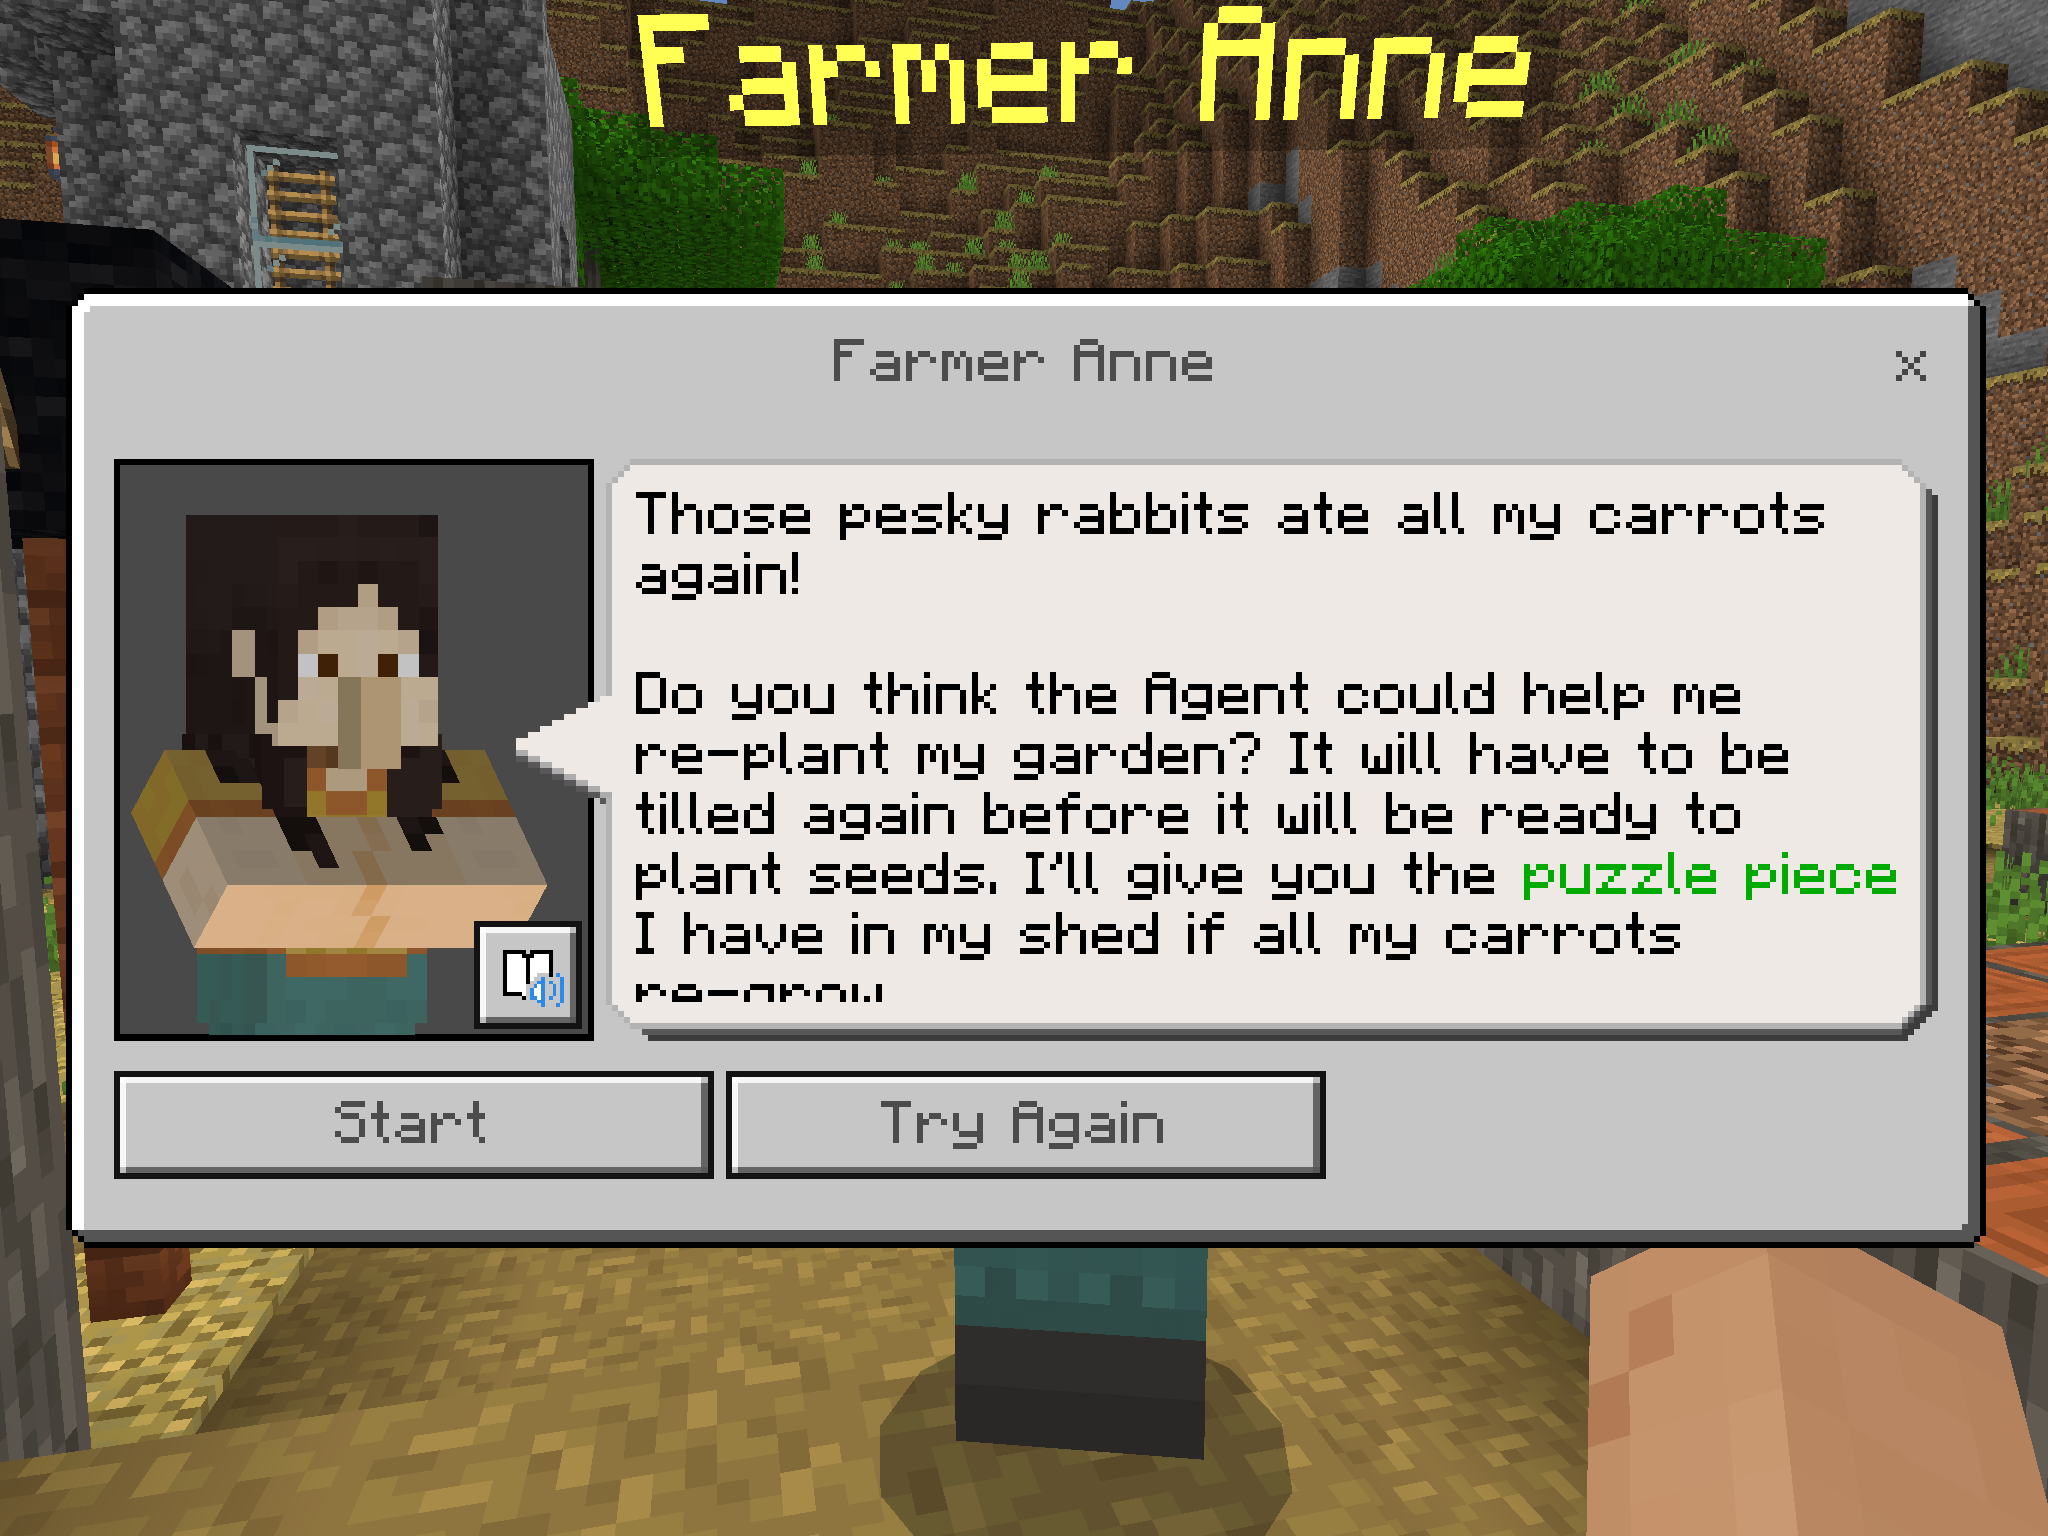 Farmer Anne
Farmer Anne
x
Those pesky rabbits ate all my carrots
again!
Do you think the Agent could help me
re-plant my garden? It will have to be
tilled again before it will be ready to
plant seeds. I'll give you the puzzle piece
I have in my shed if all my carrots
re-grow
Start
Try Again